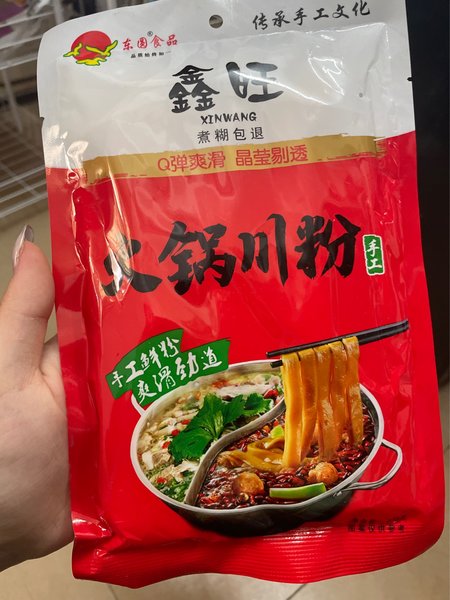 传承手工文化
东园®食品
鑫旺
XINWANG
煮糊包退
Q弹爽滑 晶莹剔透
火锅川粉
手工
手工鲜粉
爽滑劲道